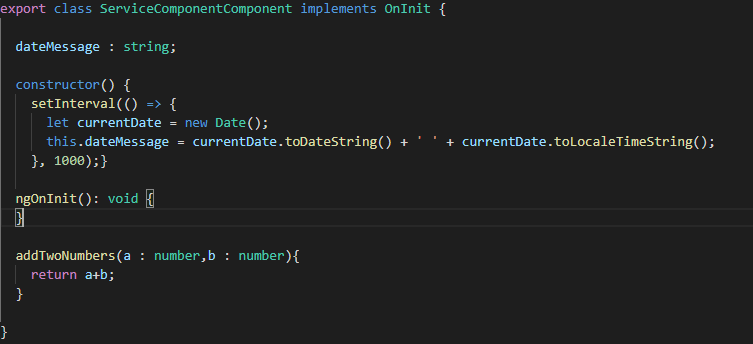 export class ServiceComponentComponent implements OnInit {
dateMessage : string;
constructor() {
setInterval(() => {
let currentDate = new Date();
this.dateMessage = currentDate.toDateString() + ' ' + currentDate.toLocaleTimeString();
}, 1000);}
ngOnInit(): void {
}
addTwoNumbers(a : number,b : number){
return a+b;
}
}